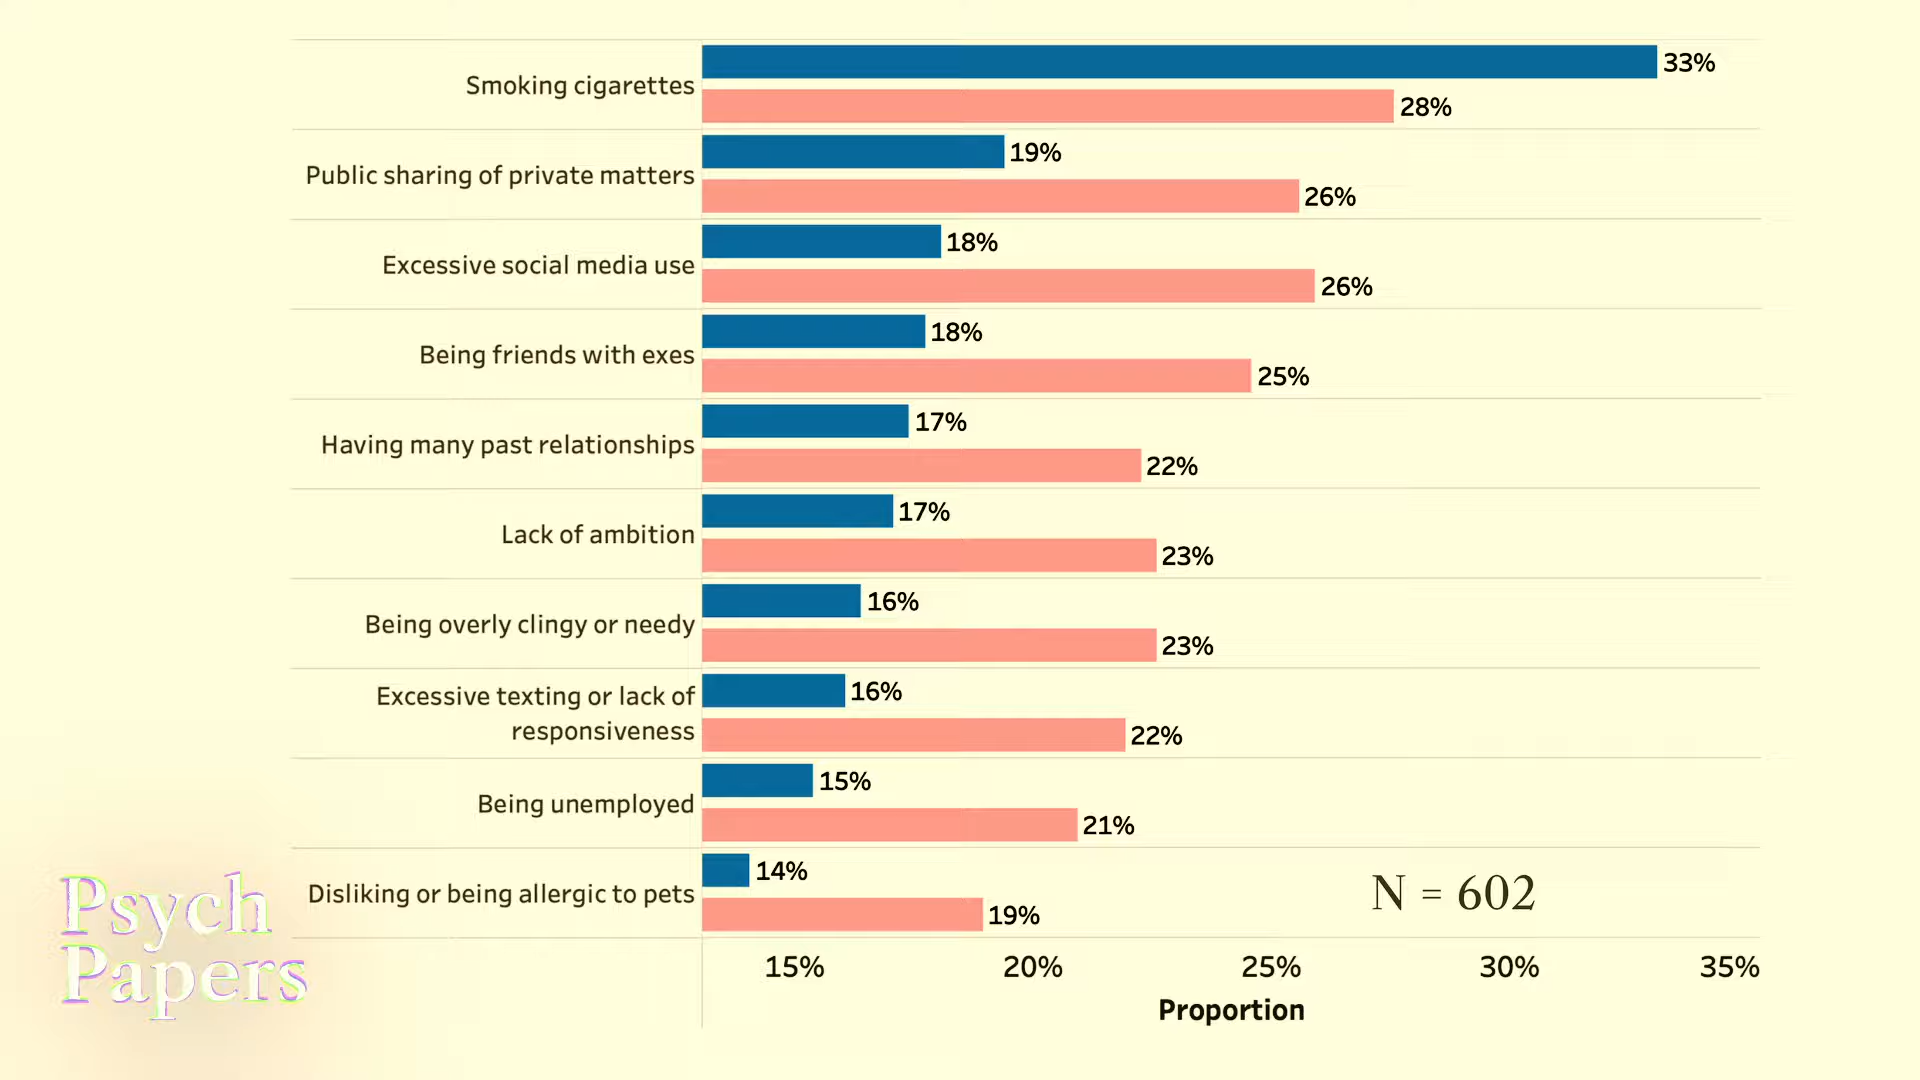 Smoking cigarettes
33%
28%
Public sharing of private matters
19%
26%
Excessive social media use
18%
26%
Being friends with exes
18%
25%
Having many past relationships
17%
22%
Lack of ambition
17%
23%
Being overly clingy or needy
16%
23%
Excessive texting or lack of
responsiveness
16%
22%
Being unemployed
15%
21%
Disliking or being allergic to pets
14%
19%
N = 602
15% 20% 25% 30% 35%
Proportion
Psych
Papers